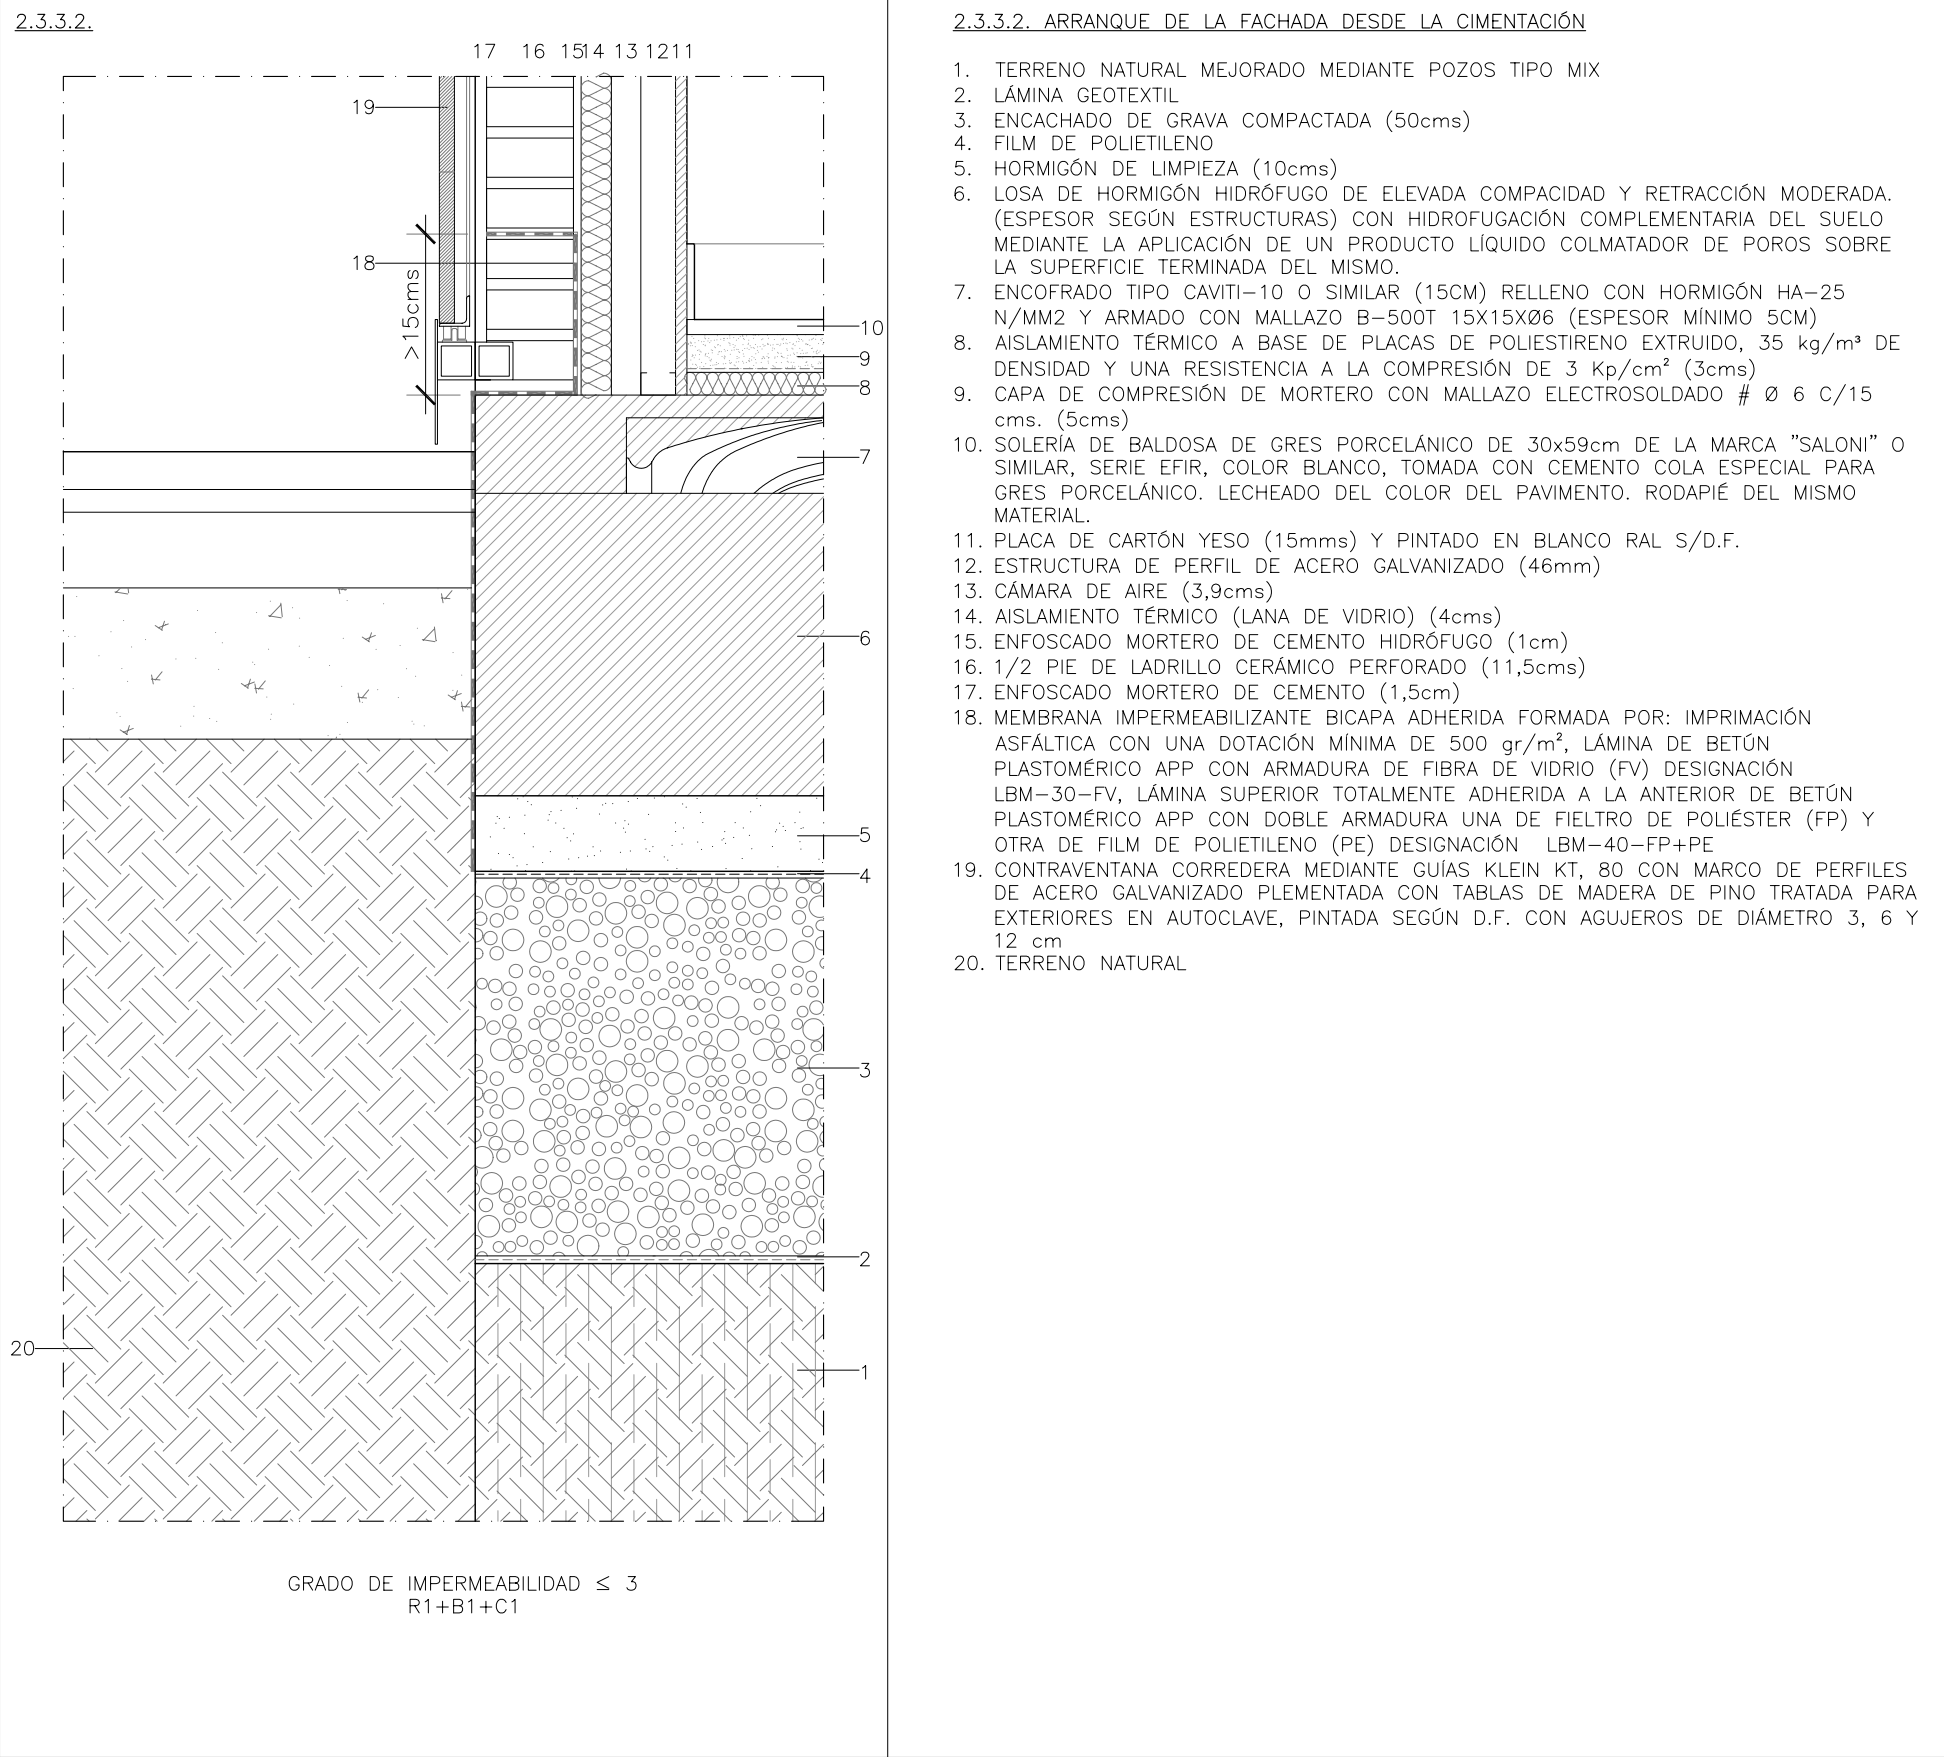 2.3.3.2.
17 16 15 14 13 12 11
19
18
>15cms
10
9
8
7
6
5
4
3
2
20
1
GRADO DE IMPERMEABILIDAD ≤ 3
R1+B1+C1
2.3.3.2. ARRANQUE DE LA FACHADA DESDE LA CIMENTACIÓN
1. TERRENO NATURAL MEJORADO MEDIANTE POZOS TIPO MIX
2. LÁMINA GEOTEXTIL
3. ENCACHADO DE GRAVA COMPACTADA (50cms)
4. FILM DE POLIETILENO
5. HORMIGÓN DE LIMPIEZA (10cms)
6. LOSA DE HORMIGÓN HIDRÓFUGO DE ELEVADA COMPACIDAD Y RETRACCIÓN MODERADA.
(ESPESOR SEGÚN ESTRUCTURAS) CON HIDROFUGACIÓN COMPLEMENTARIA DEL SUELO
MEDIANTE LA APLICACIÓN DE UN PRODUCTO LÍQUIDO COLMATADOR DE POROS SOBRE
LA SUPERFICIE TERMINADA DEL MISMO.
7. ENCOFRADO TIPO CAVITI-10 O SIMILAR (15CM) RELLENO CON HORMIGÓN HA-25
N/MM2 Y ARMADO CON MALLAZO B-500T 15X15XØ6 (ESPESOR MÍNIMO 5CM)
8. AISLAMIENTO TÉRMICO A BASE DE PLACAS DE POLIESTIRENO EXTRUIDO, 35 kg/m³ DE
DENSIDAD Y UNA RESISTENCIA A LA COMPRESIÓN DE 3 Kp/cm² (3cms)
9. CAPA DE COMPRESIÓN DE MORTERO CON MALLAZO ELECTROSOLDADO # Ø 6 C/15
cms. (5cms)
10. SOLERÍA DE BALDOSA DE GRES PORCELÁNICO DE 30x59cm DE LA MARCA "SALONI" O
SIMILAR, SERIE EFIR, COLOR BLANCO, TOMADA CON CEMENTO COLA ESPECIAL PARA
GRES PORCELÁNICO. LECHEADO DEL COLOR DEL PAVIMENTO. RODAPIÉ DEL MISMO
MATERIAL.
11. PLACA DE CARTÓN YESO (15mms) Y PINTADO EN BLANCO RAL S/D.F.
12. ESTRUCTURA DE PERFIL DE ACERO GALVANIZADO (46mm)
13. CÁMARA DE AIRE (3,9cms)
14. AISLAMIENTO TÉRMICO (LANA DE VIDRIO) (4cms)
15. ENFOSCADO MORTERO DE CEMENTO HIDRÓFUGO (1cm)
16. 1/2 PIE DE LADRILLO CERÁMICO PERFORADO (11,5cms)
17. ENFOSCADO MORTERO DE CEMENTO (1,5cm)
18. MEMBRANA IMPERMEABILIZANTE BICAPA ADHERIDA FORMADA POR: IMPRIMACIÓN
ASFÁLTICA CON UNA DOTACIÓN MÍNIMA DE 500 gr/m², LÁMINA DE BETÚN
PLASTOMÉRICO APP CON ARMADURA DE FIBRA DE VIDRIO (FV) DESIGNACIÓN
LBM-30-FV, LÁMINA SUPERIOR TOTALMENTE ADHERIDA A LA ANTERIOR DE BETÚN
PLASTOMÉRICO APP CON DOBLE ARMADURA UNA DE FIELTRO DE POLIÉSTER (FP) Y
OTRA DE FILM DE POLIETILENO (PE) DESIGNACIÓN LBM-40-FP+PE
19. CONTRAVENTANA CORREDERA MEDIANTE GUÍAS KLEIN KT, 80 CON MARCO DE PERFILES
DE ACERO GALVANIZADO PLEMENTADA CON TABLAS DE MADERA DE PINO TRATADA PARA
EXTERIORES EN AUTOCLAVE, PINTADA SEGÚN D.F. CON AGUJEROS DE DIÁMETRO 3, 6 Y
12 cm
20. TERRENO NATURAL